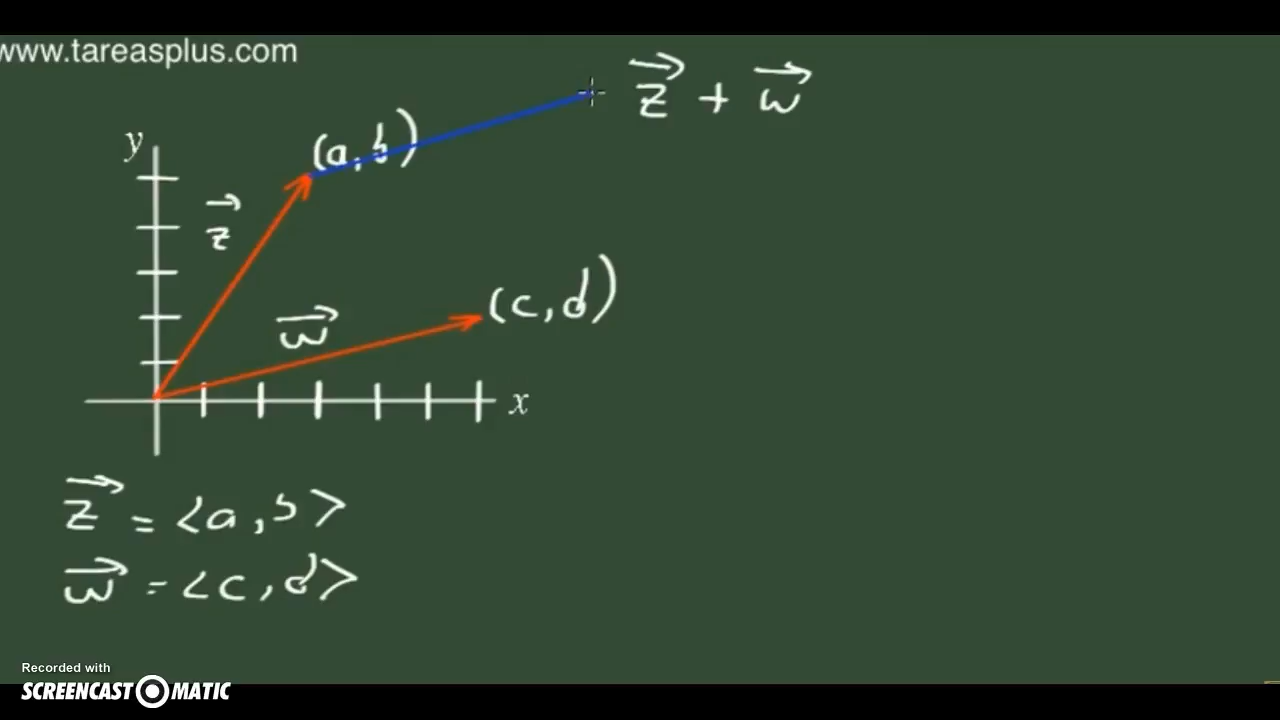 www.tareasplus.com
z⃗ + w⃗
y
(a,b)
z⃗
(c,d)
w⃗
x
z⃗ = <a,b>
w⃗ = <c,d>
Recorded with
SCREENCAST-O-MATIC